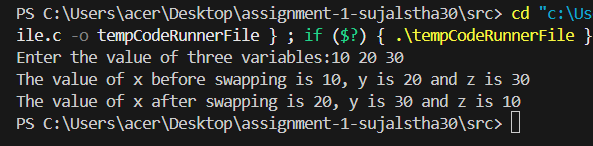 PS C:\Users\acer\Desktop\assignment-1-sujalstha30\src> cd "c:\Us
ile.c -o tempCodeRunnerFile } ; if ($?) { .\tempCodeRunnerFile }
Enter the value of three variables:10 20 30
The value of x before swapping is 10, y is 20 and z is 30
The value of x after swapping is 20, y is 30 and z is 10
PS C:\Users\acer\Desktop\assignment-1-sujalstha30\src>